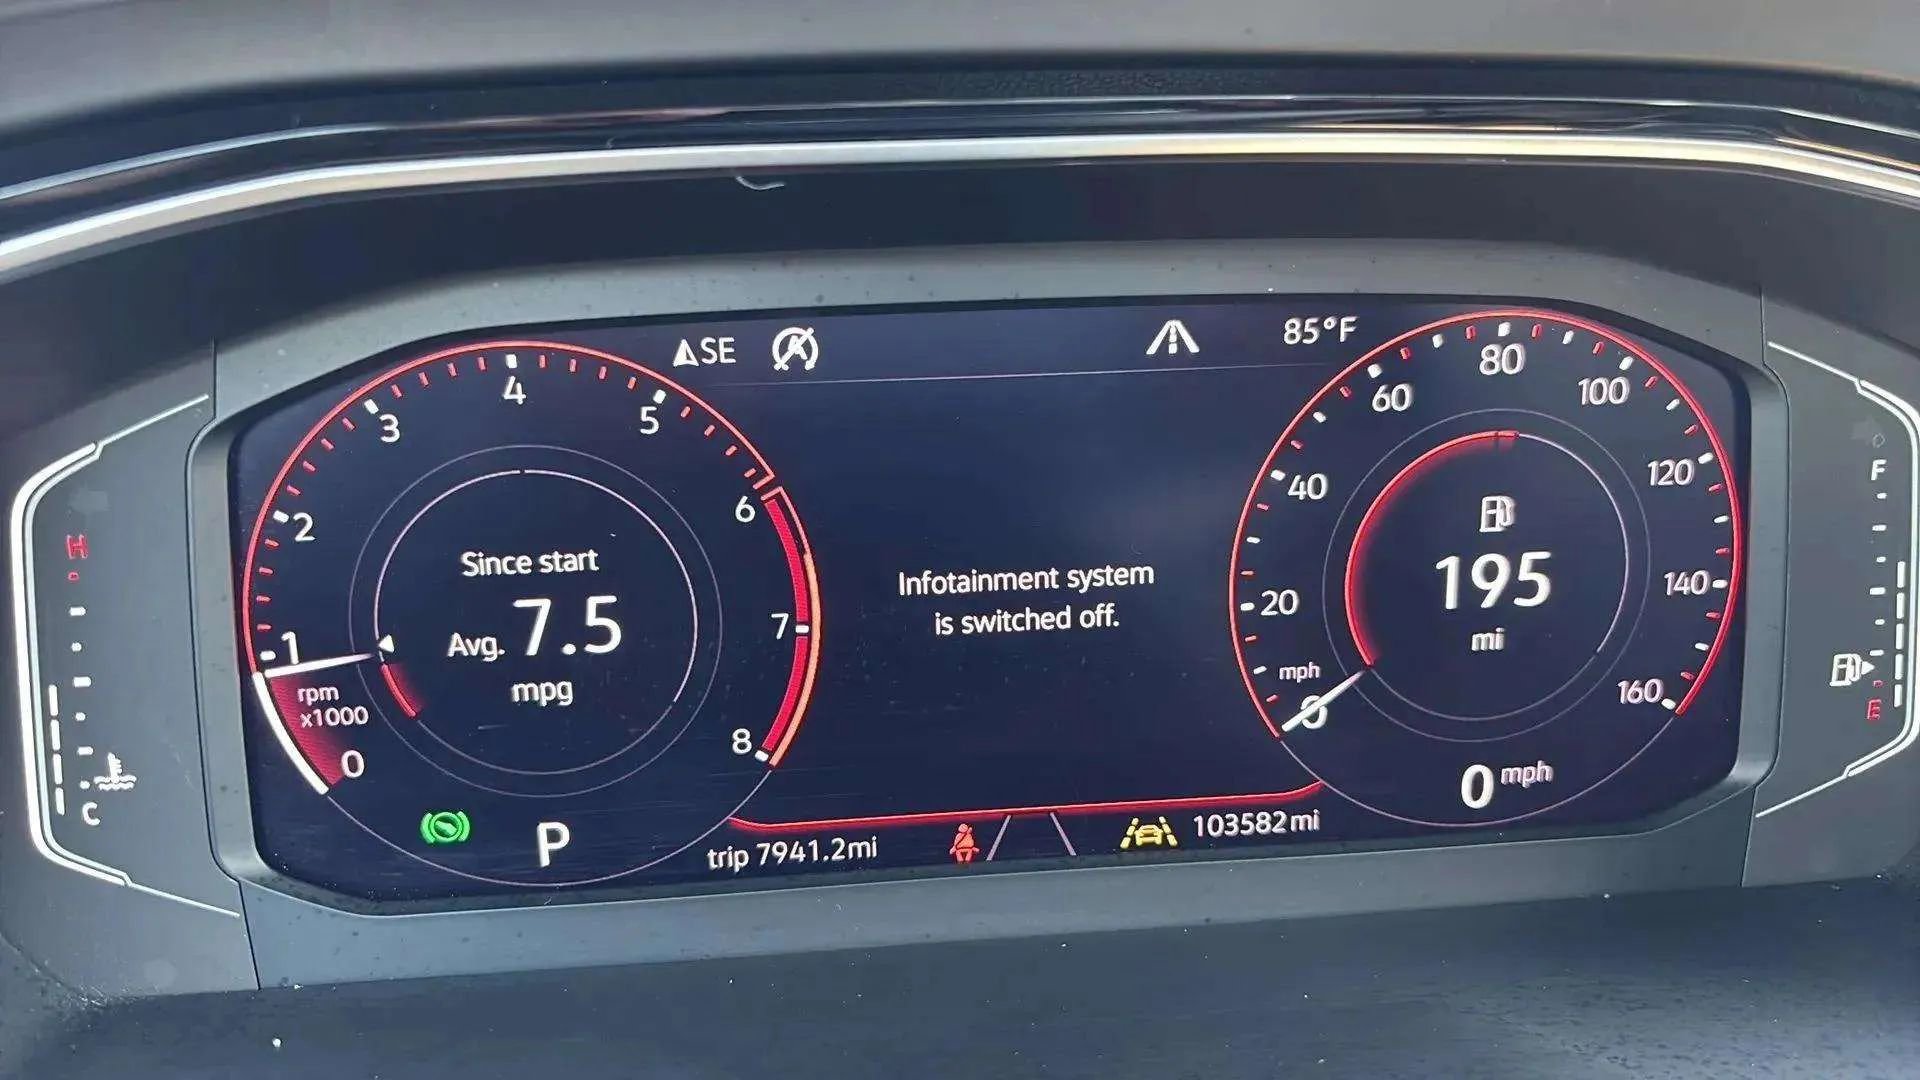 SE
85°F
0
1
2
3
4
5
6
7
8
rpm
x1000
Since start
Avg. 7.5
mpg
P
Infotainment system
is switched off.
trip 7941.2mi
103582mi
0
20
40
60
80
100
120
140
160
mph
195
mi
0 mph
H
C
F
E